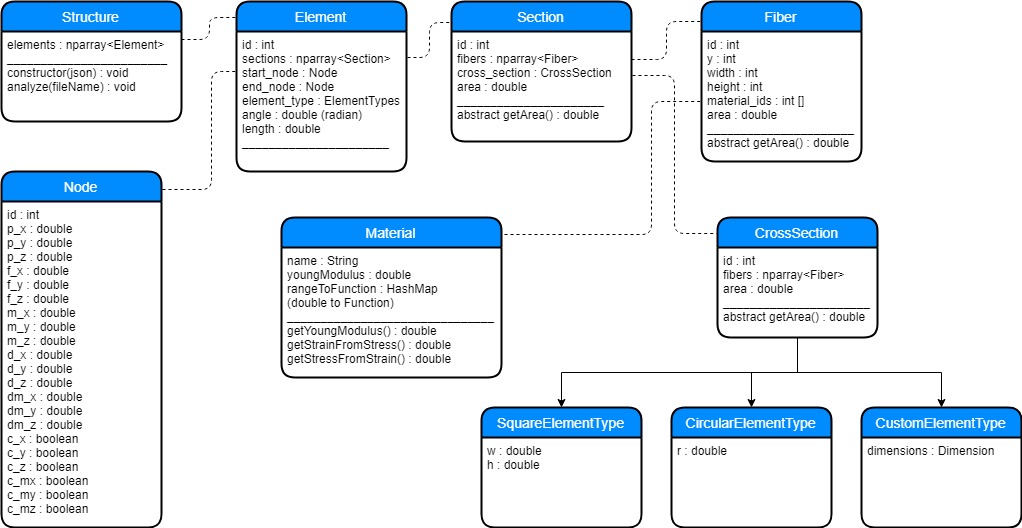 Structure
elements : nparray<Element>
constructor(json) : void
analyze(fileName) : void
Element
id : int
sections : nparray<Section>
start_node : Node
end_node : Node
element_type : ElementTypes
angle : double (radian)
length : double
Section
id : int
fibers : nparray<Fiber>
cross_section : CrossSection
area : double
abstract getArea() : double
Fiber
id : int
y : int
width : int
height : int
material_ids : int []
area : double
abstract getArea() : double
Node
id : int
p_x : double
p_y : double
p_z : double
f_x : double
f_y : double
f_z : double
m_x : double
m_y : double
m_z : double
d_x : double
d_y : double
d_z : double
dm_x : double
dm_y : double
dm_z : double
c_x : boolean
c_y : boolean
c_z : boolean
c_mx : boolean
c_my : boolean
c_mz : boolean
Material
name : String
youngModulus : double
rangeToFunction : HashMap
(double to Function)
getYoungModulus() : double
getStrainFromStress() : double
getStressFromStrain() : double
CrossSection
id : int
fibers : nparray<Fiber>
area : double
abstract getArea() : double
SquareElementType
w : double
h : double
CircularElementType
r : double
CustomElementType
dimensions : Dimension